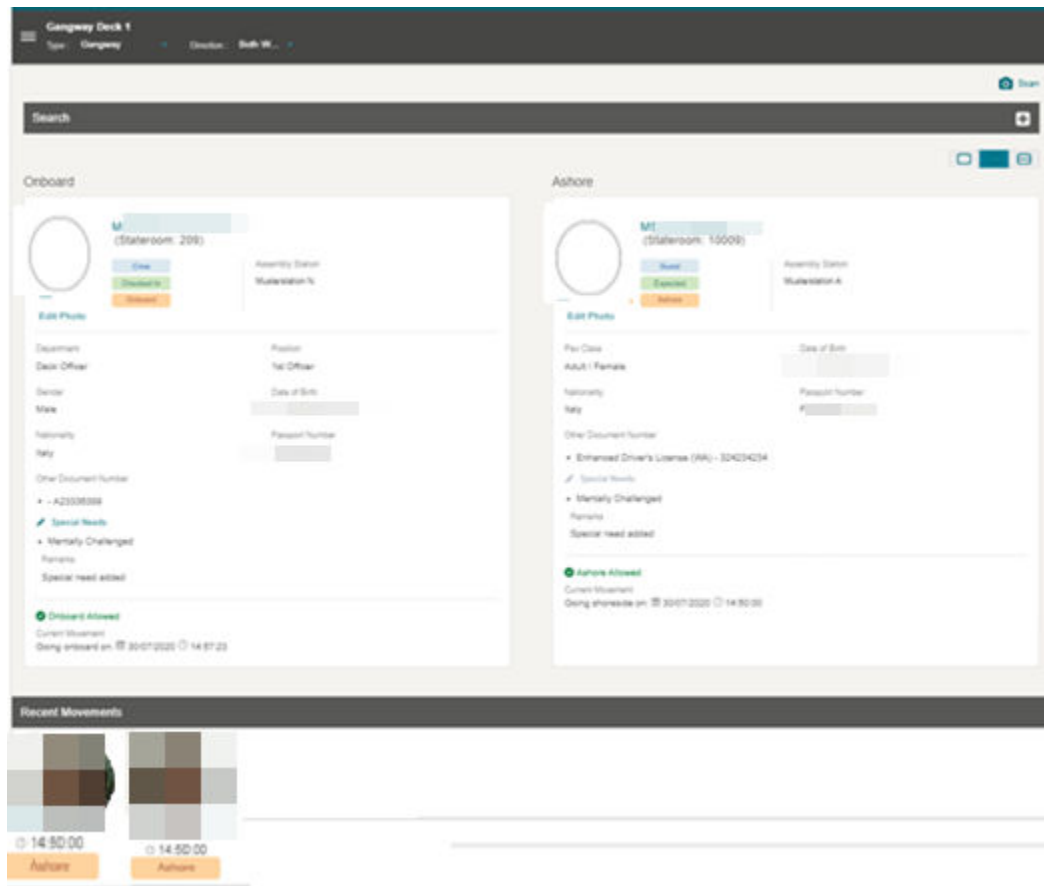 Gangway Deck 1
Type: Gangway Direction: Both W...
Scan
Search
Onboard
M
(Stateroom: 209)
Crew
Checked In
Onboard
Assembly Station
Musterstation N
Edit Photo
Department
Deck Officer
Position
1st Officer
Gender
Male
Date of Birth
Nationality
Italy
Passport Number
Other Document Number
Special Needs
Mentally Challenged
Remarks
Special need added
Onboard Allowed
Current Movement
Going onboard on: 30/07/2020 14:57:23
Ashore
(Stateroom: 10009)
Guest
Expected
Ashore
Assembly Station
Musterstation A
Edit Photo
Pax Class
Adult / Female
Date of Birth
Nationality
Italy
Passport Number
Other Document Number
Enhanced Driver's License (WA) - 324234234
Special Needs
Mentally Challenged
Remarks
Special need added
Ashore Allowed
Current Movement
Going shoreside on: 30/07/2020 14:50:00
Recent Movements
14:50:00
Ashore
14:50:00
Ashore